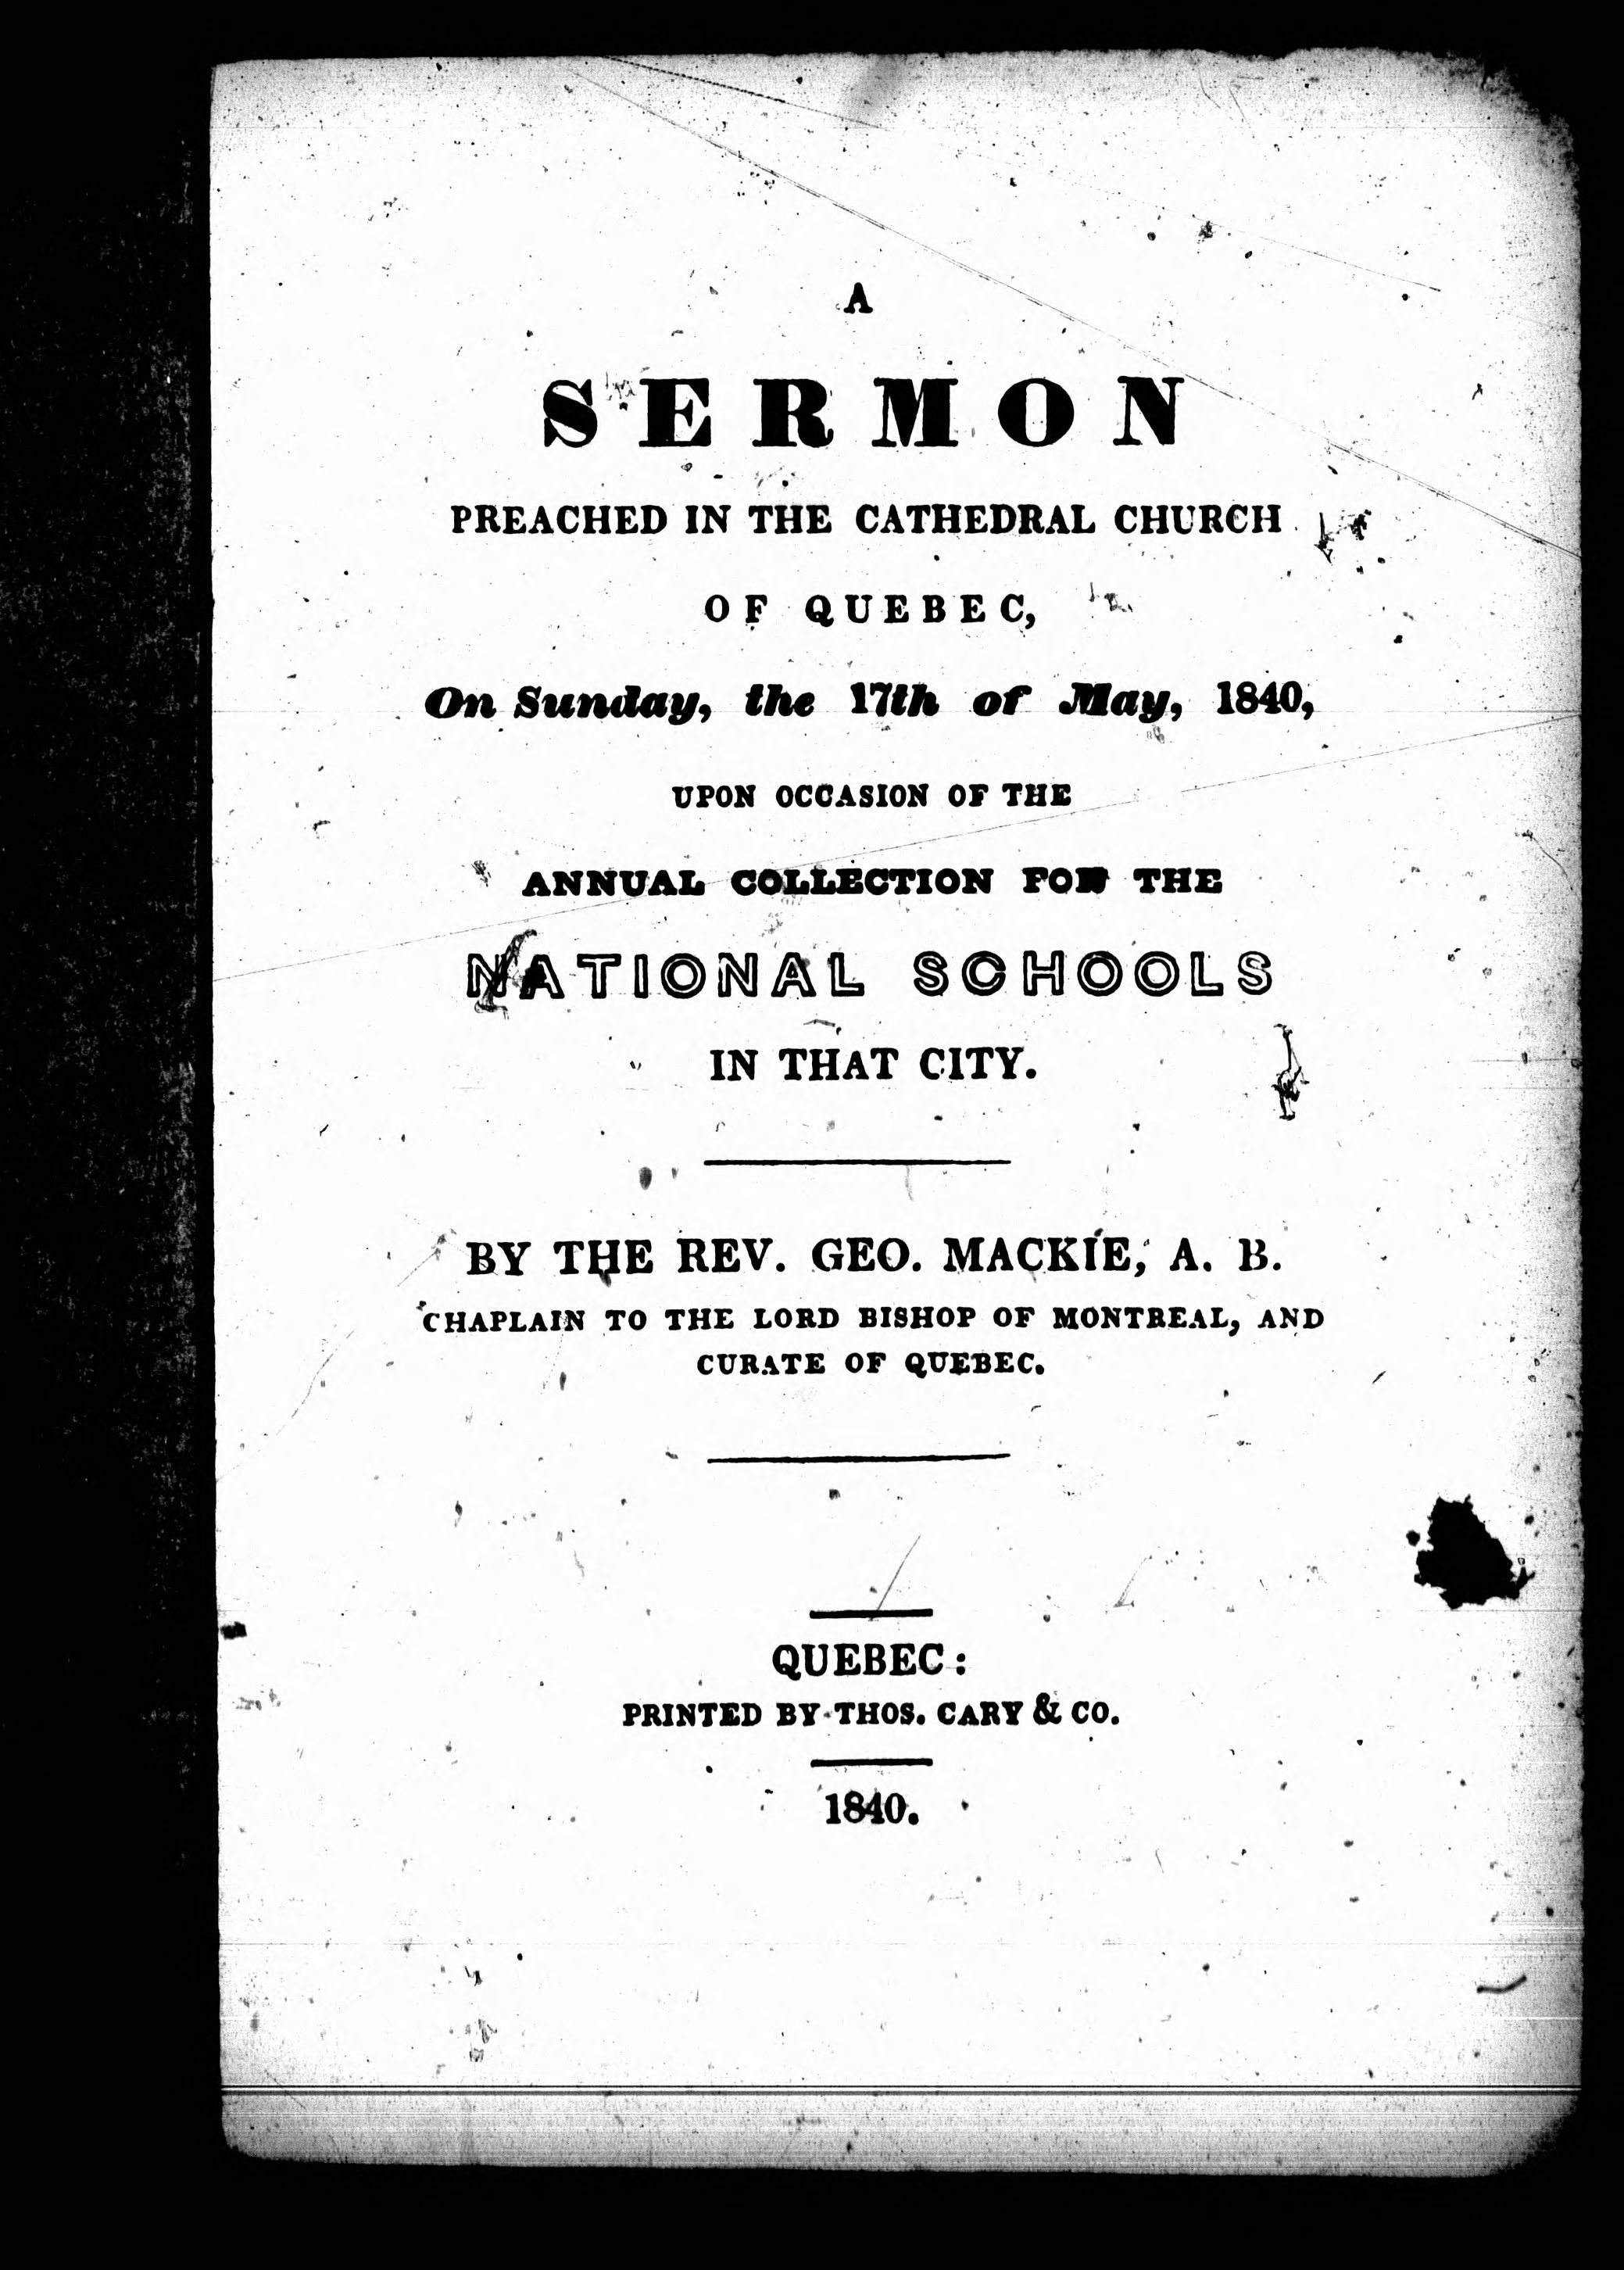 A
SERMON
PREACHED IN THE CATHEDRAL CHURCH
OF QUEBEC,
On Sunday, the 17th of May, 1840,
UPON OCCASION OF THE
ANNUAL COLLECTION FOR THE
NATIONAL SCHOOLS
IN THAT CITY.
BY THE REV. GEO. MACKIE, A. B.
CHAPLAIN TO THE LORD BISHOP OF MONTREAL, AND
CURATE OF QUEBEC.
QUEBEC:
PRINTED BY THOS. CARY & CO.
1840.